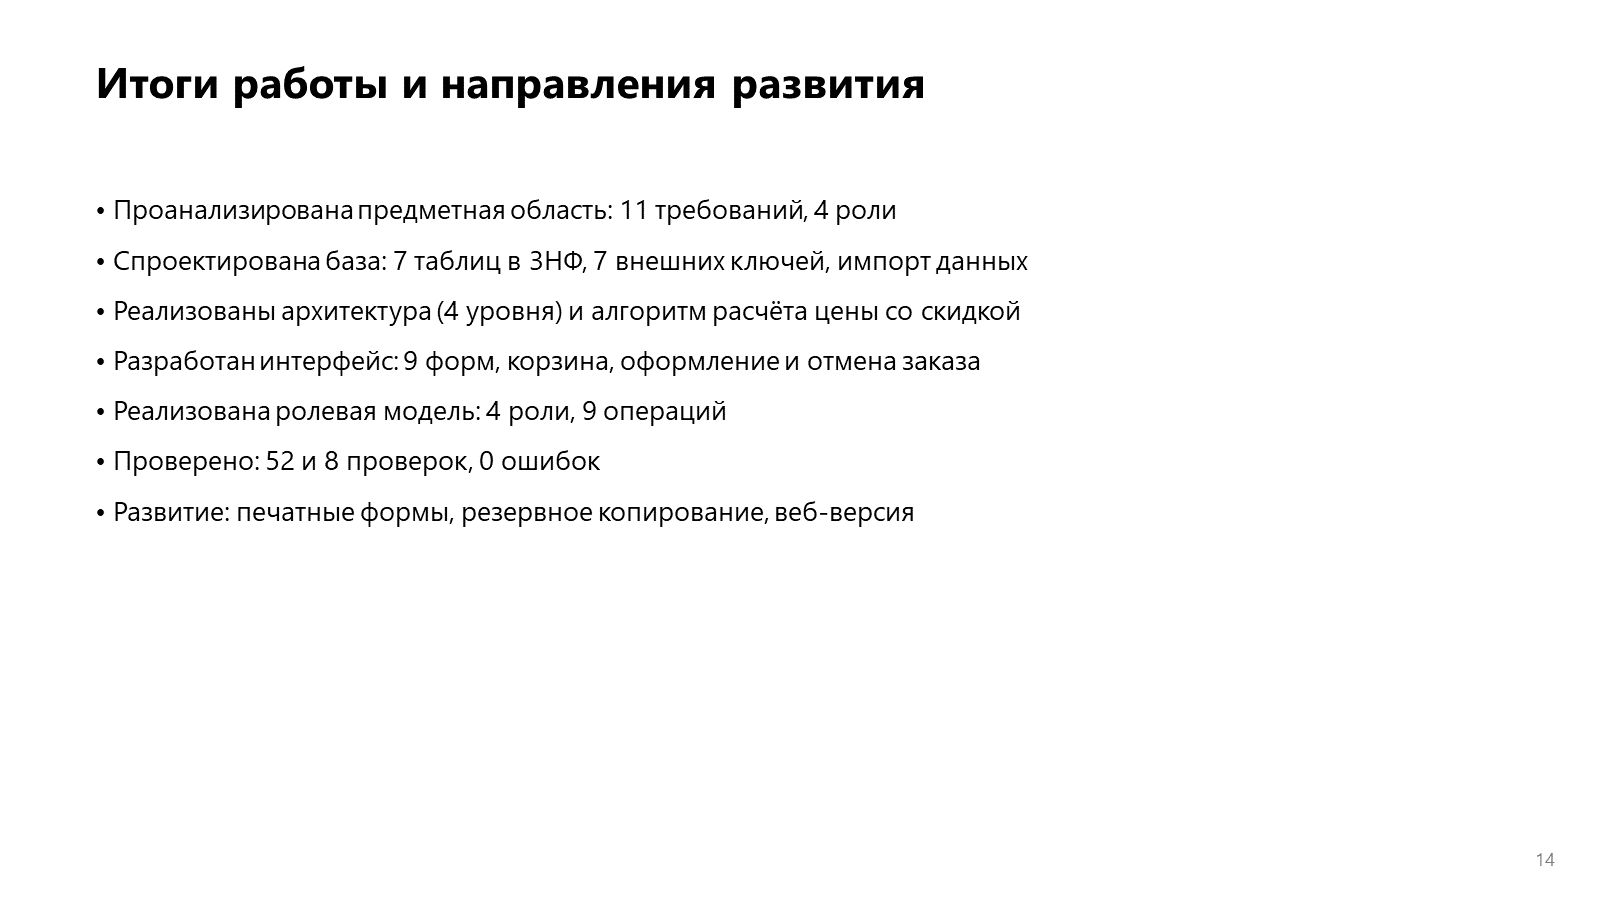 Итоги работы и направления развития
• Проанализирована предметная область: 11 требований, 4 роли
• Спроектирована база: 7 таблиц в 3НФ, 7 внешних ключей, импорт данных
• Реализованы архитектура (4 уровня) и алгоритм расчёта цены со скидкой
• Разработан интерфейс: 9 форм, корзина, оформление и отмена заказа
• Реализована ролевая модель: 4 роли, 9 операций
• Проверено: 52 и 8 проверок, 0 ошибок
• Развитие: печатные формы, резервное копирование, веб-версия
14